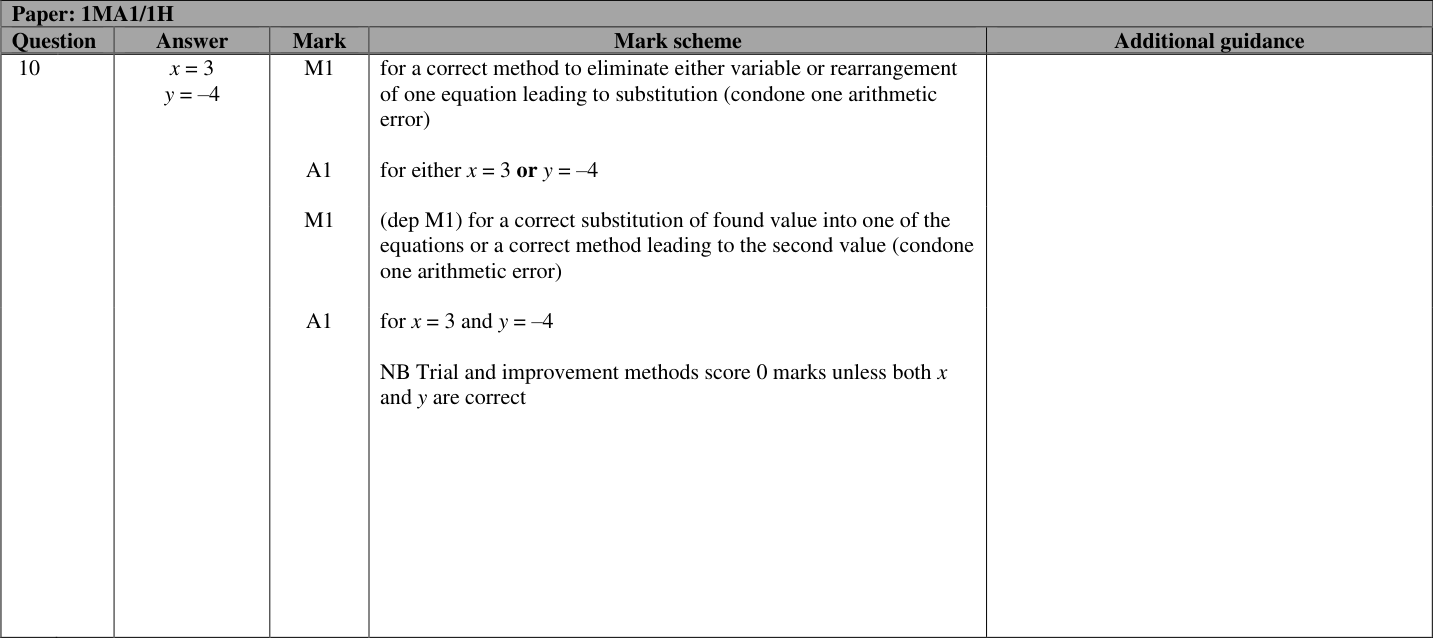 Paper: 1MA1/1H
Question Answer Mark Mark scheme Additional guidance
10 x = 3 M1 for a correct method to eliminate either variable or rearrangement
y = –4 of one equation leading to substitution (condone one arithmetic
error)
A1 for either x = 3 or y = –4
M1 (dep M1) for a correct substitution of found value into one of the
equations or a correct method leading to the second value (condone
one arithmetic error)
A1 for x = 3 and y = –4
NB Trial and improvement methods score 0 marks unless both x
and y are correct